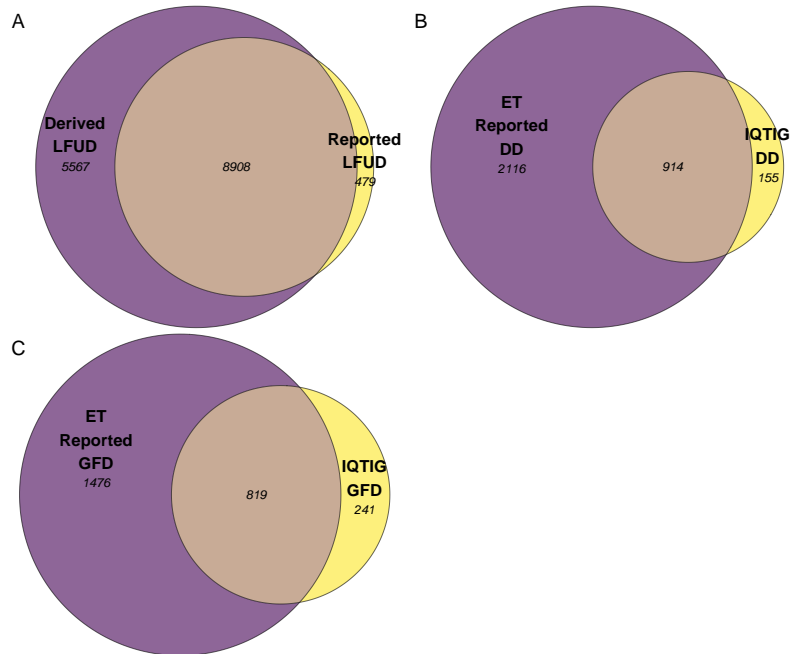 A
Derived
LFUD
5567
8908
Reported
LFUD
479
B
ET
Reported
DD
2116
914
IQTIG
DD
155
C
ET
Reported
GFD
1476
819
IQTIG
GFD
241